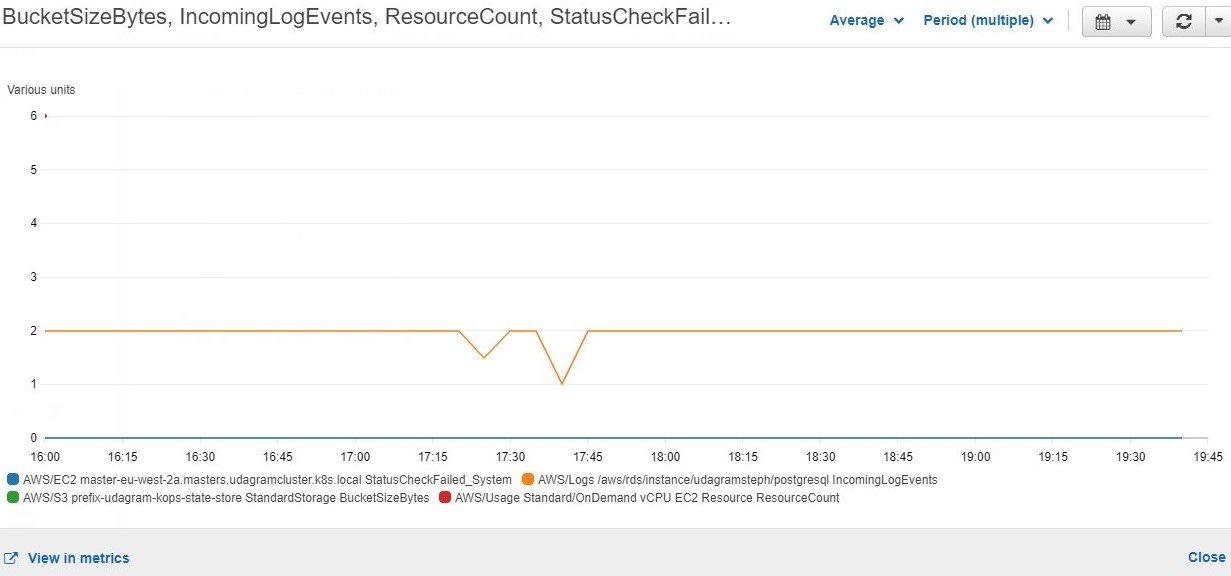 BucketSizeBytes, IncomingLogEvents, ResourceCount, StatusCheckFail...
Average Period (multiple)
Various units
6
5
4
3
2
1
0
16:00 16:15 16:30 16:45 17:00 17:15 17:30 17:45 18:00 18:15 18:30 18:45 19:00 19:15 19:30 19:45
AWS/EC2 master-eu-west-2a.masters.udagramcluster.k8s.local StatusCheckFailed_System AWS/Logs /aws/rds/instance/udagramsteph/postgresql IncomingLogEvents
AWS/S3 prefix-udagram-kops-state-store StandardStorage BucketSizeBytes AWS/Usage Standard/OnDemand vCPU EC2 Resource ResourceCount
View in metrics Close